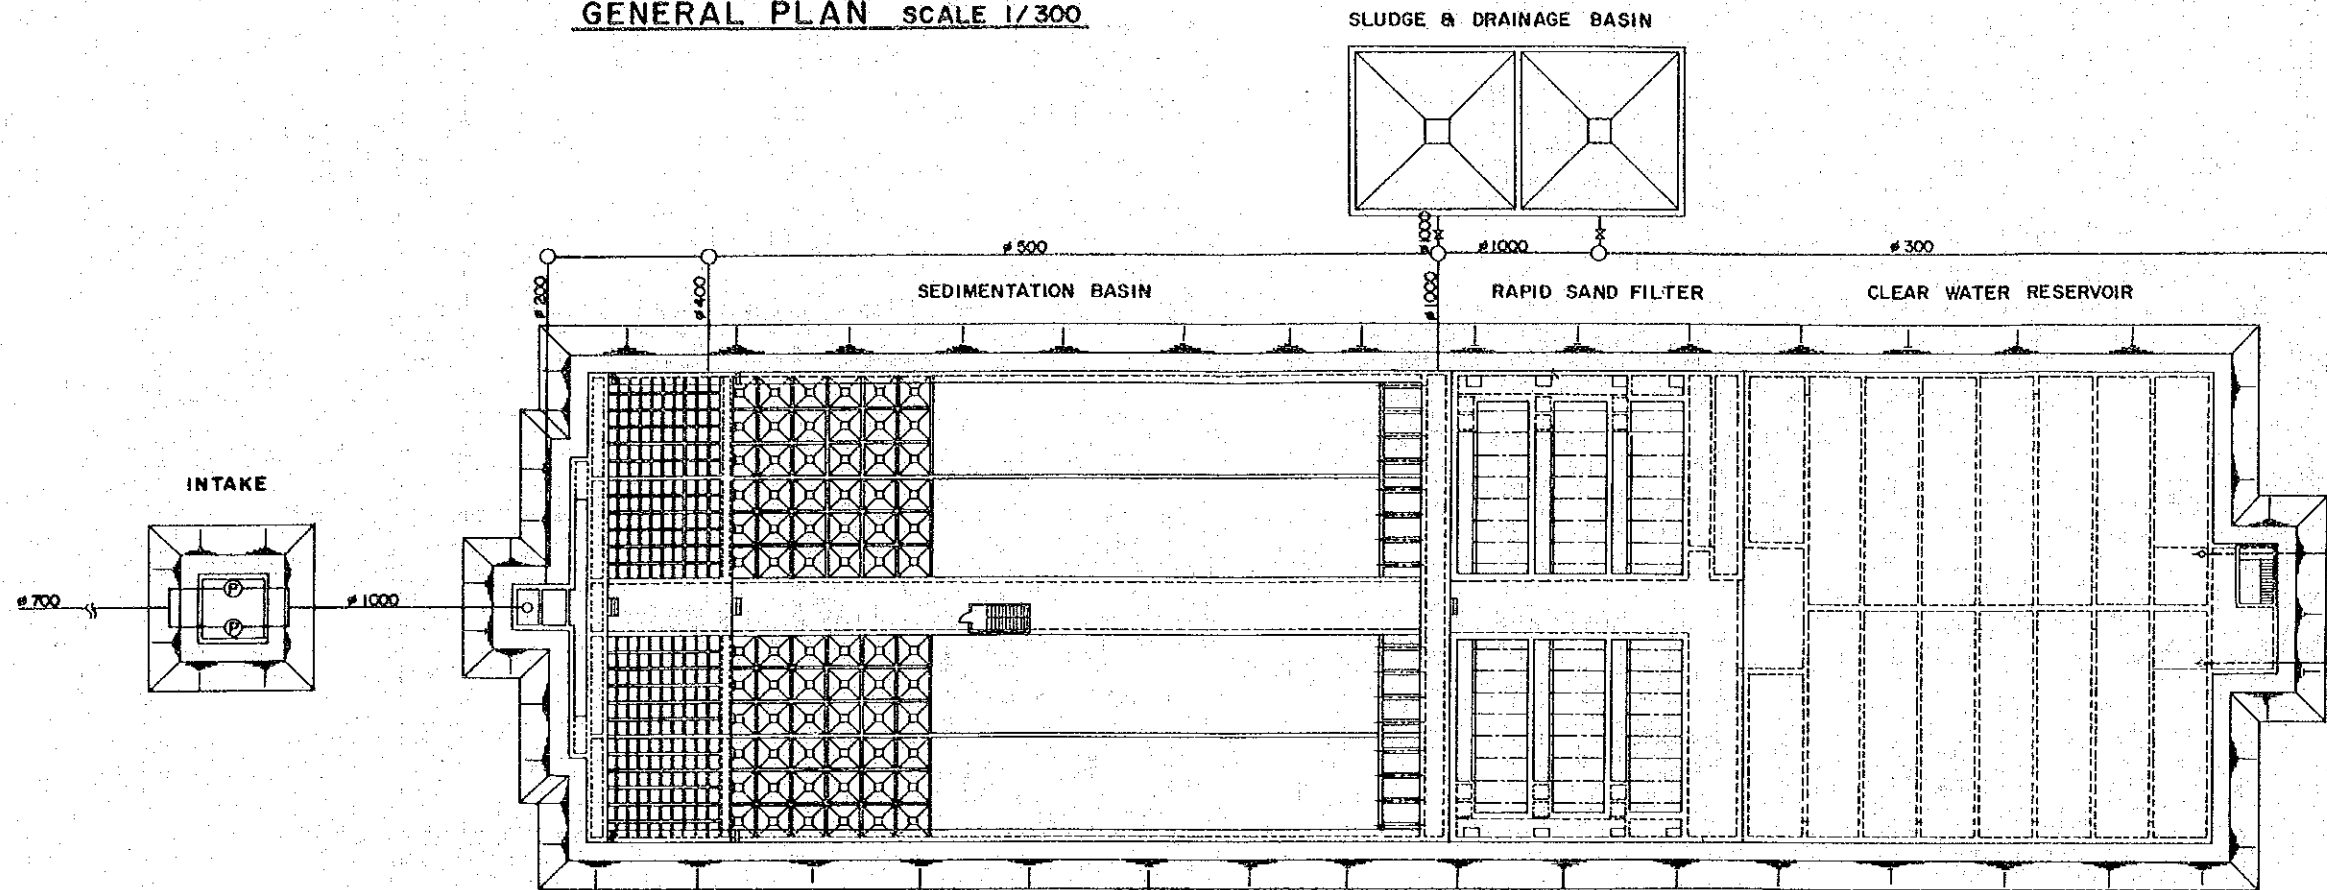 GENERAL PLAN SCALE 1/300
SLUDGE & DRAINAGE BASIN
ø1000
ø500
ø1000
ø300
ø200
ø400
ø1000
SEDIMENTATION BASIN
RAPID SAND FILTER
CLEAR WATER RESERVOIR
INTAKE
P
ø700
ø1000
P